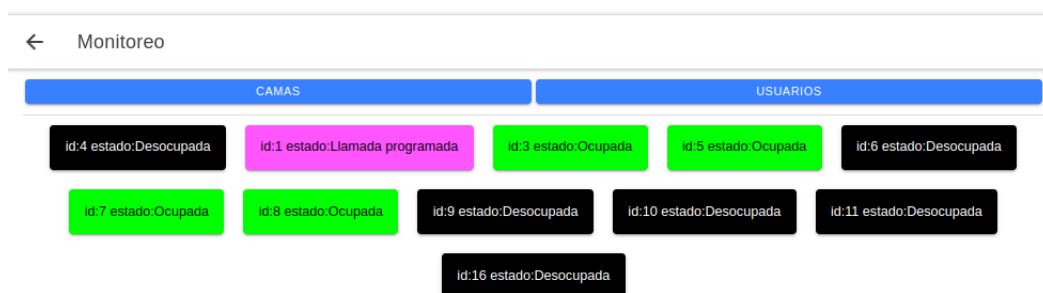 Monitoreo
CAMAS USUARIOS
id:4 estado:Desocupada id:1 estado:Llamada programada id:3 estado:Ocupada id:5 estado:Ocupada id:6 estado:Desocupada
id:7 estado:Ocupada id:8 estado:Ocupada id:9 estado:Desocupada id:10 estado:Desocupada id:11 estado:Desocupada
id:16 estado:Desocupada